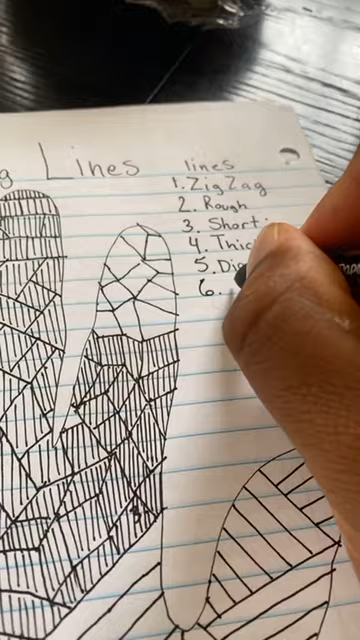 g Lines
lines
1. ZigZag
2. Rough
3. Short
4. Thic
5. Di
6.